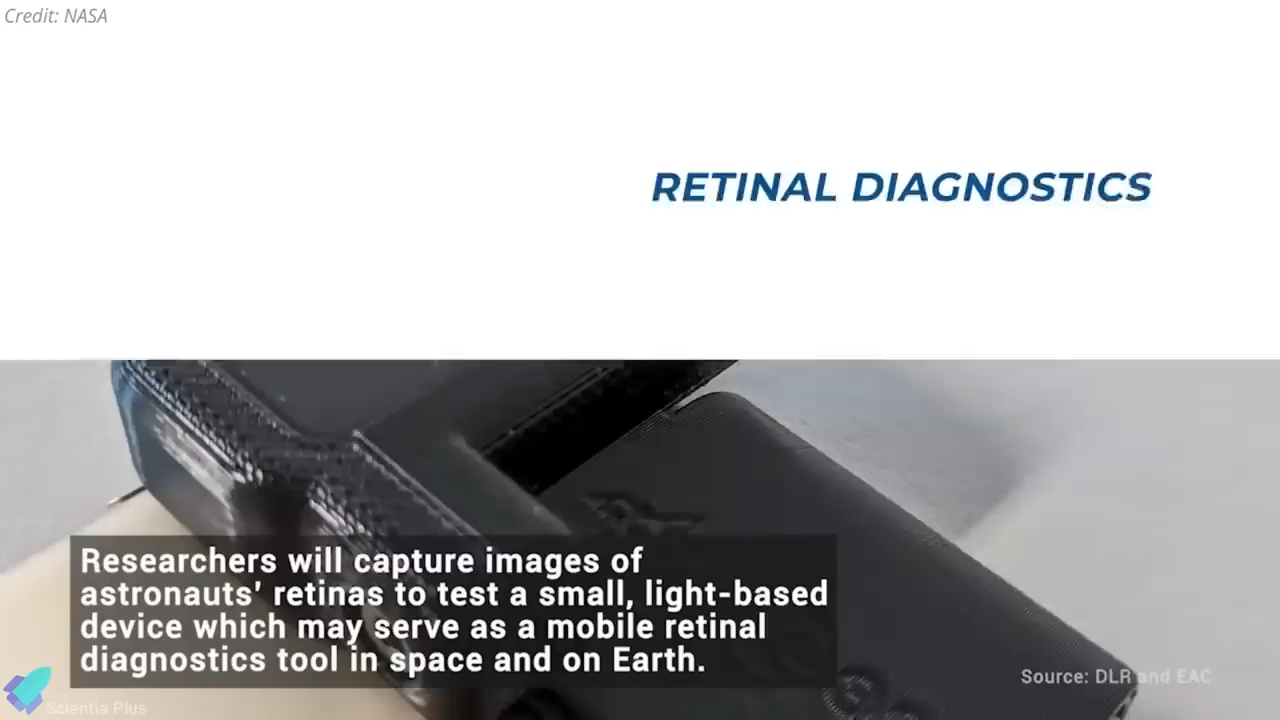 Credit: NASA
RETINAL DIAGNOSTICS
Researchers will capture images of
astronauts’ retinas to test a small, light-based
device which may serve as a mobile retinal
diagnostics tool in space and on Earth.
Source: DLR and EAC
Scientia Plus